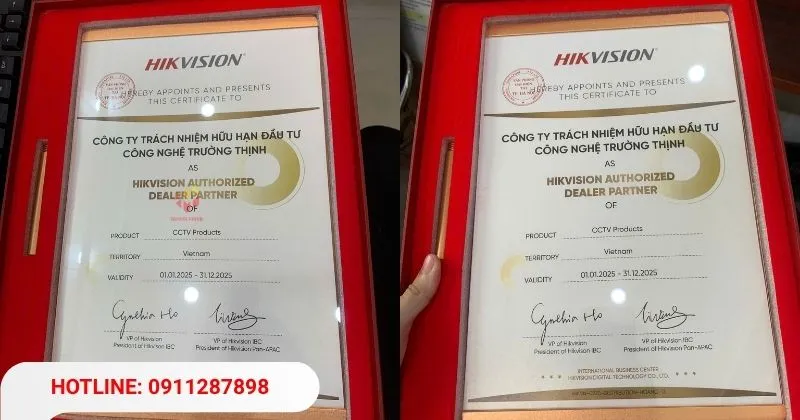 HIKVISION
HEREBY APPOINTS AND PRESENTS
THIS CERTIFICATE TO
CÔNG TY TRÁCH NHIỆM HỮU HẠN ĐẦU TƯ
CÔNG NGHỆ TRƯỜNG THỊNH
AS
HIKVISION AUTHORIZED
DEALER PARTNER
OF
PRODUCT CCTV Products
TERRITORY Vietnam
VALIDITY 01.01.2025 - 31.12.2025
Cynthia Ho
VP of Hikvision
President of Hikvison IBC
VP of Hikvision IBC
President of Hikvision Pan-APAC
HOTLINE: 0911287898
HIKVISION
HEREBY APPOINTS AND PRESENTS
THIS CERTIFICATE TO
CÔNG TY TRÁCH NHIỆM HỮU HẠN ĐẦU TƯ
CÔNG NGHỆ TRƯỜNG THỊNH
AS
HIKVISION AUTHORIZED
DEALER PARTNER
OF
PRODUCT CCTV Products
TERRITORY Vietnam
VALIDITY 01.01.2025 - 31.12.2025
Cynthia Ho
VP of Hikvision
President of Hikvison IBC
VP of Hikvision IBC
President of Hikvision Pan-APAC
INTERNATIONAL BUSINESS CENTER
HIKVISION DIGITAL TECHNOLOGY CO., LTD.